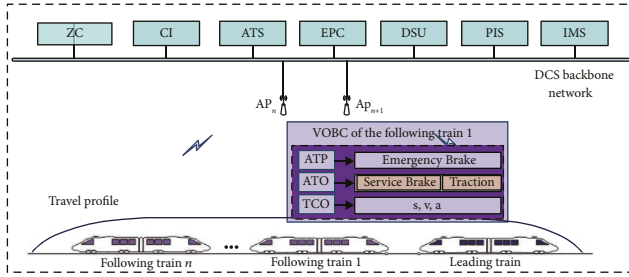 ZC CI ATS EPC DSU PIS IMS
DCS backbone
network
APn Apn+1
VOBC of the following train 1
ATP Emergency Brake
ATO Service Brake Traction
TCO s, v, a
Travel profile
Following train n Following train 1 Leading train